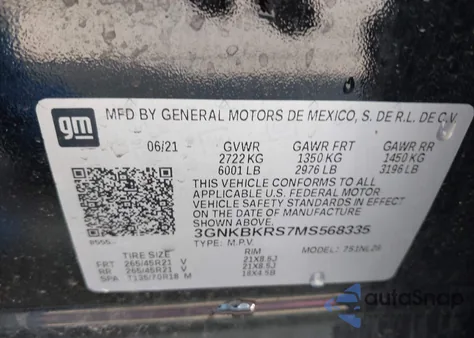 gm
MFD BY GENERAL MOTORS DE MEXICO, S. DE R.L. DE C.V.
06/21 GVWR GAWR FRT GAWR RR
2722 KG 1350 KG 1450 KG
6001 LB 2976 LB 3196 LB
THIS VEHICLE CONFORMS TO ALL
APPLICABLE U.S. FEDERAL MOTOR
VEHICLE SAFETY STANDARDS IN EFFECT
ON THE DATE OF MANUFACTURE
SHOWN ABOVE.
3GNKBKRS7MS568335
TYPE: M.P.V. MODEL: 7S1NL26
TIRE SIZE RIM
FRT 265/45R21 V 21X8.5J
RR 265/45R21 V 21X8.5J
SPA T135/70R18 M 18X4.5B
AutoSnap